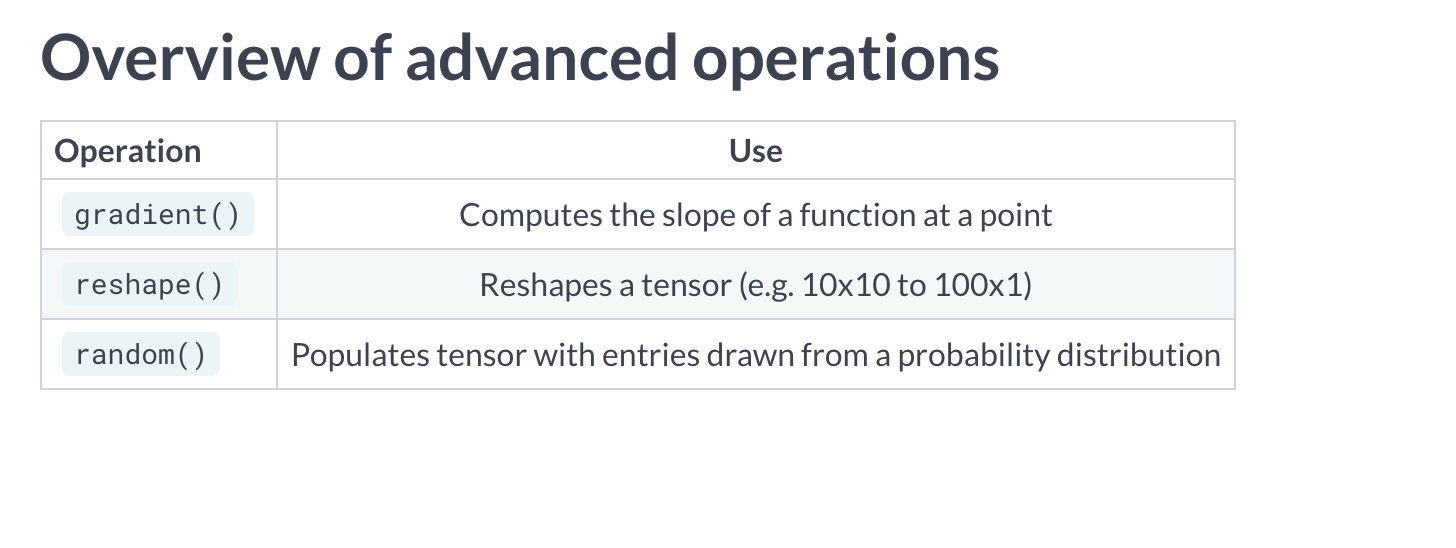 Overview of advanced operations
Operation Use
gradient() Computes the slope of a function at a point
reshape() Reshapes a tensor (e.g. 10x10 to 100x1)
random() Populates tensor with entries drawn from a probability distribution